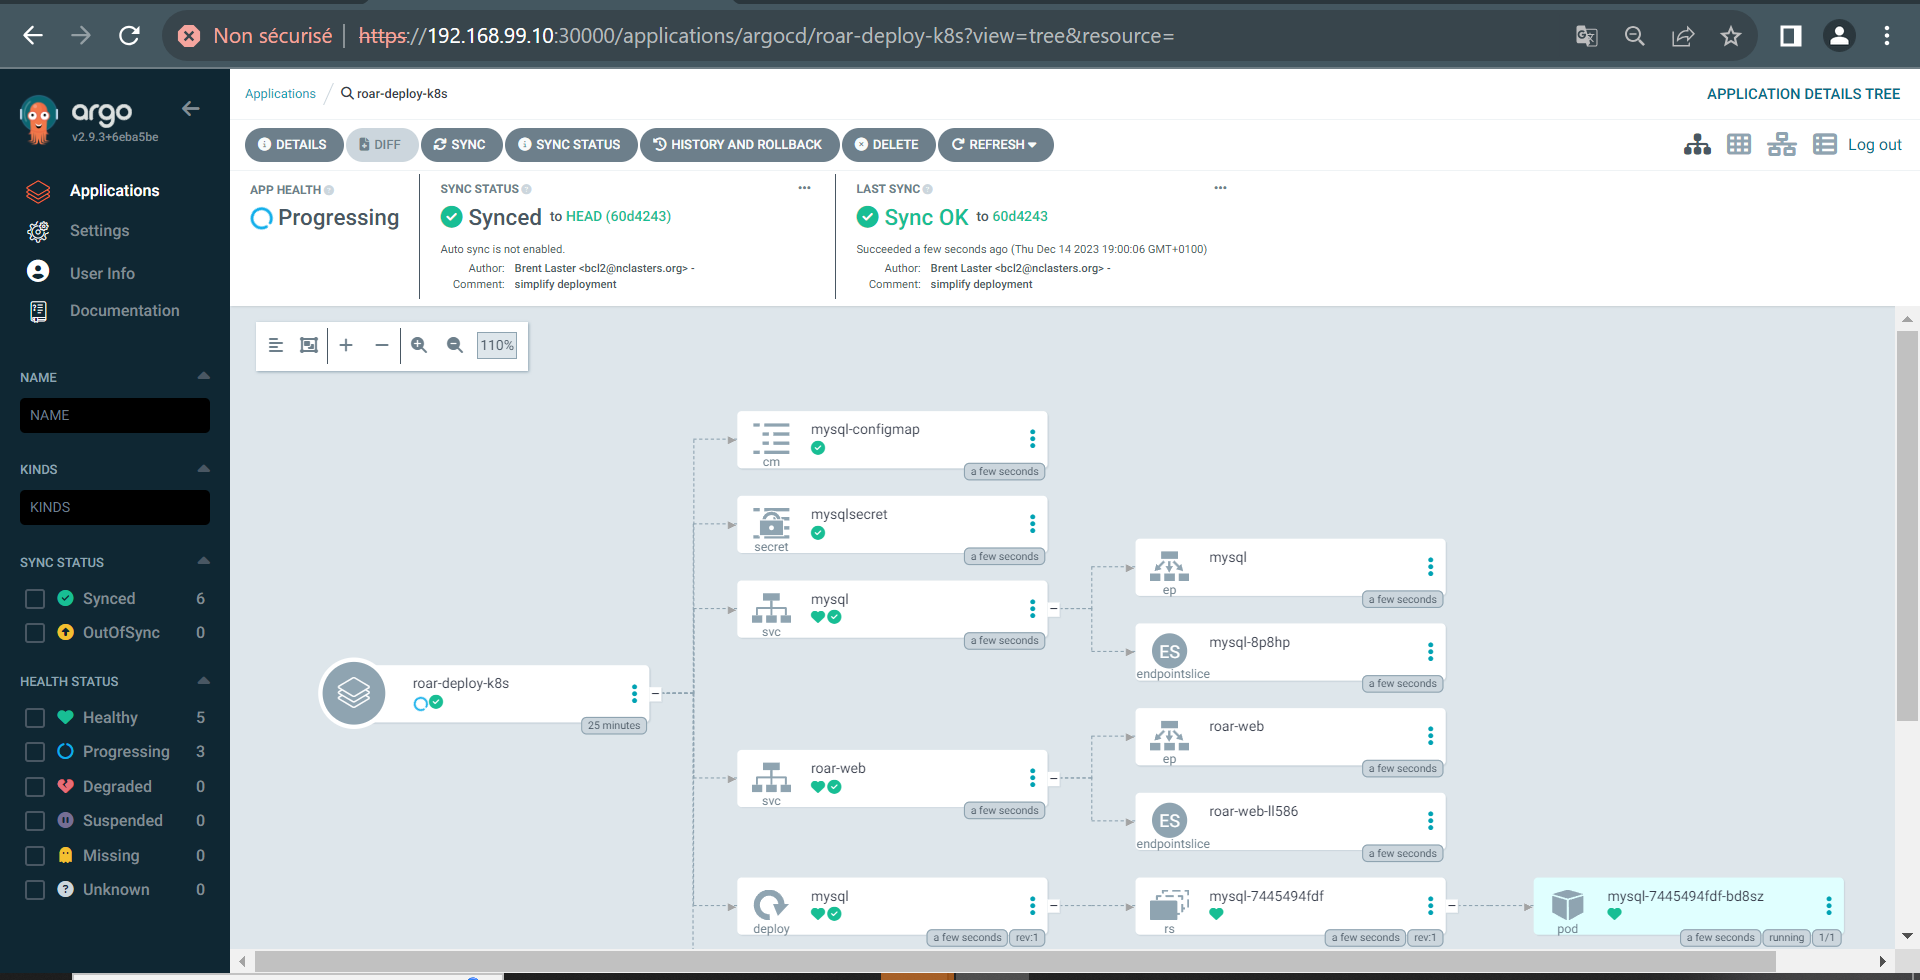 Non sécurisé
https://192.168.99.10:30000/applications/argocd/roar-deploy-k8s?view=tree&resource=
argo
v2.9.3+6eba5be
Applications
Settings
User Info
Documentation
NAME
NAME
KINDS
KINDS
SYNC STATUS
Synced 6
OutOfSync 0
HEALTH STATUS
Healthy 5
Progressing 3
Degraded 0
Suspended 0
Missing 0
Unknown 0
Applications / roar-deploy-k8s
APPLICATION DETAILS TREE
DETAILS DIFF SYNC SYNC STATUS HISTORY AND ROLLBACK DELETE REFRESH
Log out
APP HEALTH
Progressing
SYNC STATUS
Synced to HEAD (60d4243)
Auto sync is not enabled.
Author: Brent Laster <bcl2@nclasters.org> -
Comment: simplify deployment
LAST SYNC
Sync OK to 60d4243
Succeeded a few seconds ago (Thu Dec 14 2023 19:00:06 GMT+0100)
Author: Brent Laster <bcl2@nclasters.org> -
Comment: simplify deployment
110%
roar-deploy-k8s
25 minutes
mysql-configmap
cm
a few seconds
mysqlsecret
secret
a few seconds
mysql
svc
a few seconds
mysql
ep
a few seconds
ES
mysql-8p8hp
endpointslice
a few seconds
roar-web
svc
a few seconds
roar-web
ep
a few seconds
ES
roar-web-ll586
endpointslice
a few seconds
mysql
deploy
a few seconds rev:1
mysql-7445494fdf
rs
a few seconds rev:1
mysql-7445494fdf-bd8sz
pod
a few seconds running 1/1